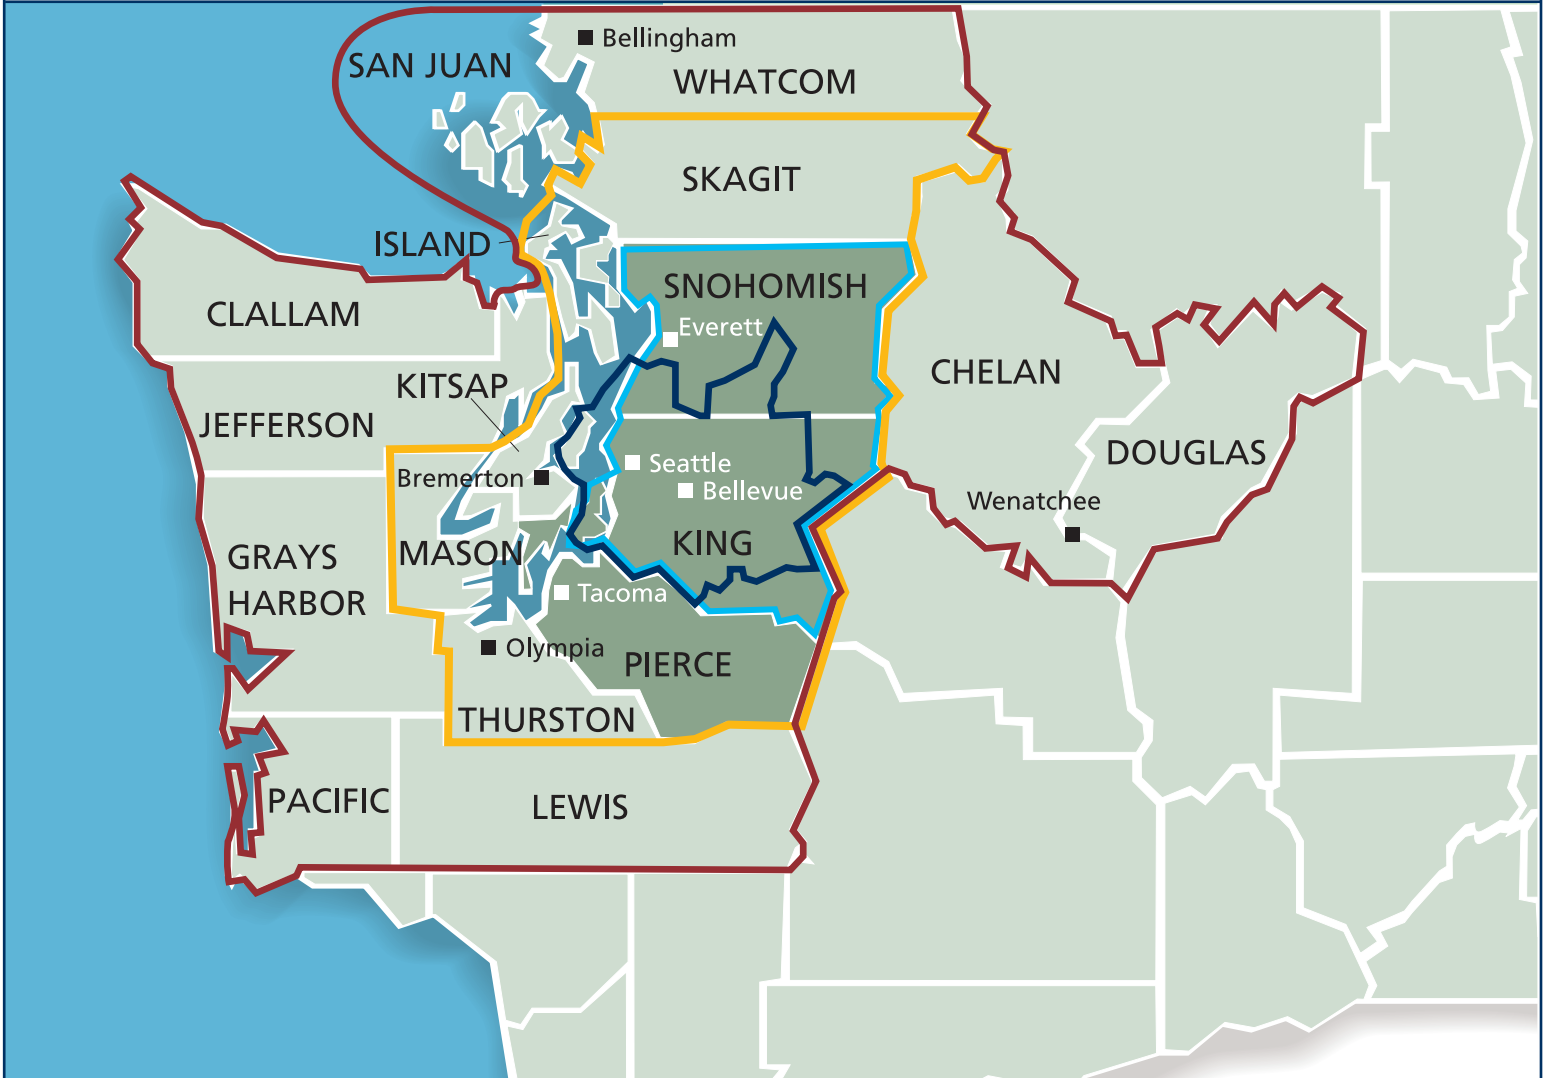 Bellingham
SAN JUAN
WHATCOM
SKAGIT
ISLAND
SNOHOMISH
CLALLAM
Everett
CHELAN
KITSAP
JEFFERSON
DOUGLAS
Seattle
Bremerton
Bellevue
Wenatchee
KING
MASON
GRAYS
HARBOR
Tacoma
Olympia
PIERCE
THURSTON
PACIFIC
LEWIS